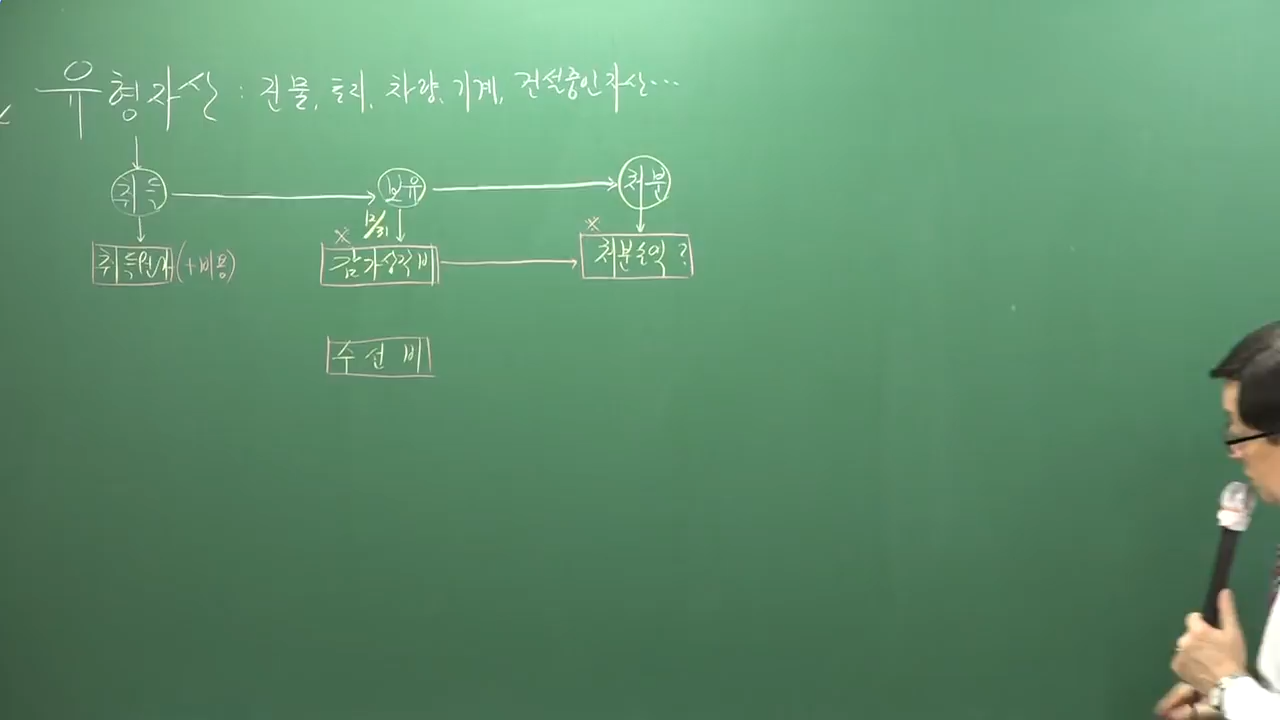 유형자산 : 건물, 토지, 차량, 기계, 건설중인자산...
취득 보유 처분
12/31
※ ※
취득원가 (+비용) 감가상각비 처분손익 ?
수선비